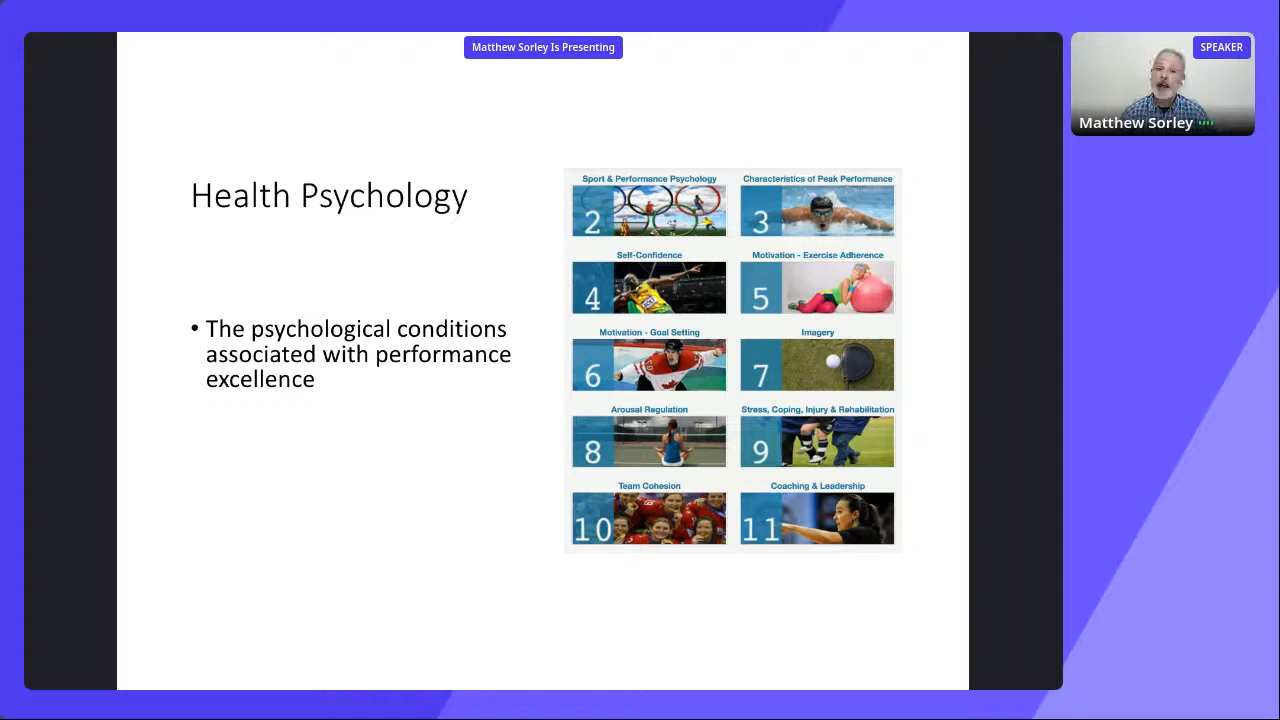 Matthew Sorley Is Presenting
SPEAKER
Matthew Sorley
Health Psychology
• The psychological conditions
associated with performance
excellence
Sport & Performance Psychology
2
Characteristics of Peak Performance
3
Self-Confidence
4
Motivation - Exercise Adherence
5
Motivation - Goal Setting
6
Imagery
7
Arousal Regulation
8
Stress, Coping, Injury & Rehabilitation
9
Team Cohesion
10
Coaching & Leadership
11